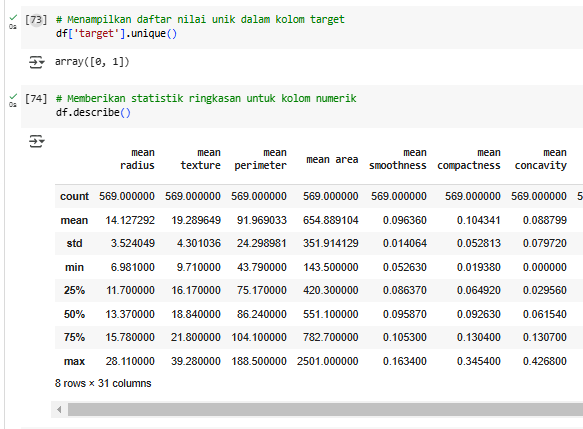 [73] # Menampilkan daftar nilai unik dalam kolom target
0s
df['target'].unique()
array([0, 1])
[74] # Memberikan statistik ringkasan untuk kolom numerik
0s
df.describe()
mean radius mean texture mean perimeter mean area mean smoothness mean compactness mean concavity
count 569.000000 569.000000 569.000000 569.000000 569.000000 569.000000 569.000000 5
mean 14.127292 19.289649 91.969033 654.889104 0.096360 0.104341 0.088799
std 3.524049 4.301036 24.298981 351.914129 0.014064 0.052813 0.079720
min 6.981000 9.710000 43.790000 143.500000 0.052630 0.019380 0.000000
25% 11.700000 16.170000 75.170000 420.300000 0.086370 0.064920 0.029560
50% 13.370000 18.840000 86.240000 551.100000 0.095870 0.092630 0.061540
75% 15.780000 21.800000 104.100000 782.700000 0.105300 0.130400 0.130700
max 28.110000 39.280000 188.500000 2501.000000 0.163400 0.345400 0.426800
8 rows × 31 columns